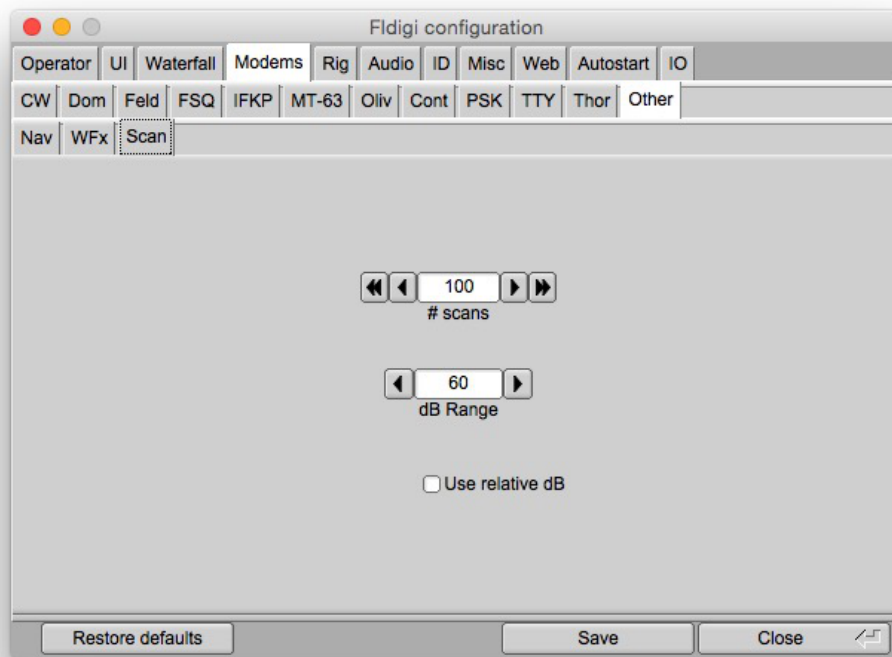 Fldigi configuration
Operator UI Waterfall Modems Rig Audio ID Misc Web Autostart IO
CW Dom Feld FSQ IFKP MT-63 Oliv Cont PSK TTY Thor Other
Nav WFx Scan
100
# scans
60
dB Range
Use relative dB
Restore defaults Save Close